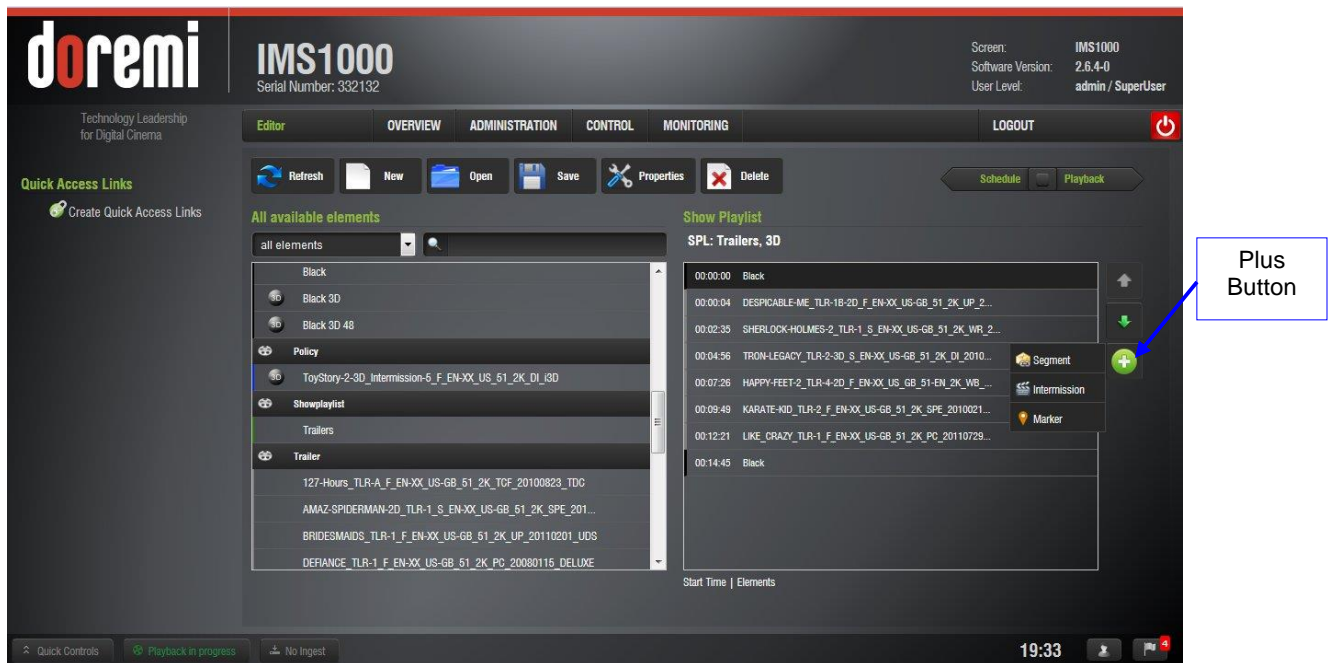 doremi
Technology Leadership
for Digital Cinema
IMS1000
Serial Number: 332132
Screen: IMS1000
Software Version: 2.6.4-0
User Level: admin / SuperUser
Editor OVERVIEW ADMINISTRATION CONTROL MONITORING LOGOUT
Quick Access Links
Create Quick Access Links
Refresh New Open Save Properties Delete
Schedule Playback
All available elements
all elements
Black
3D Black 3D
3D Black 3D 48
Policy
3D ToyStory-2-3D_Intermission-5_F_EN-XX_US_51_2K_DI_i3D
Showplaylist
Trailers
Trailer
127-Hours_TLR-A_F_EN-XX_US-GB_51_2K_TCF_20100823_TDC
AMAZ-SPIDERMAN-2D_TLR-1_S_EN-XX_US-GB_51_2K_SPE_201...
BRIDESMAIDS_TLR-1_F_EN-XX_US-GB_51_2K_UP_20110201_UDS
DEFIANCE_TLR-1_F_EN-XX_US-GB_51_2K_PC_20080115_DELUXE
Show Playlist
SPL: Trailers, 3D
00:00:00 Black
00:00:04 DESPICABLE-ME_TLR-1B-2D_F_EN-XX_US-GB_51_2K_UP_2...
00:02:35 SHERLOCK-HOLMES-2_TLR-1_S_EN-XX_US-GB_51_2K_WR_2...
00:04:56 TRON-LEGACY_TLR-2-3D_S_EN-XX_US-GB_51_2K_DI_2010...
00:07:26 HAPPY-FEET-2_TLR-4-2D_F_EN-XX_US_GB_51-EN_2K_WB_...
00:09:49 KARATE-KID_TLR-2_F_EN-XX_US-GB_51_2K_SPE_2010021...
00:12:21 LIKE_CRAZY_TLR-1_F_EN-XX_US-GB_51_2K_PC_20110729...
00:14:45 Black
Segment
Intermission
Marker
Start Time | Elements
Plus
Button
Quick Controls Playback in progress No Ingest 19:33 4